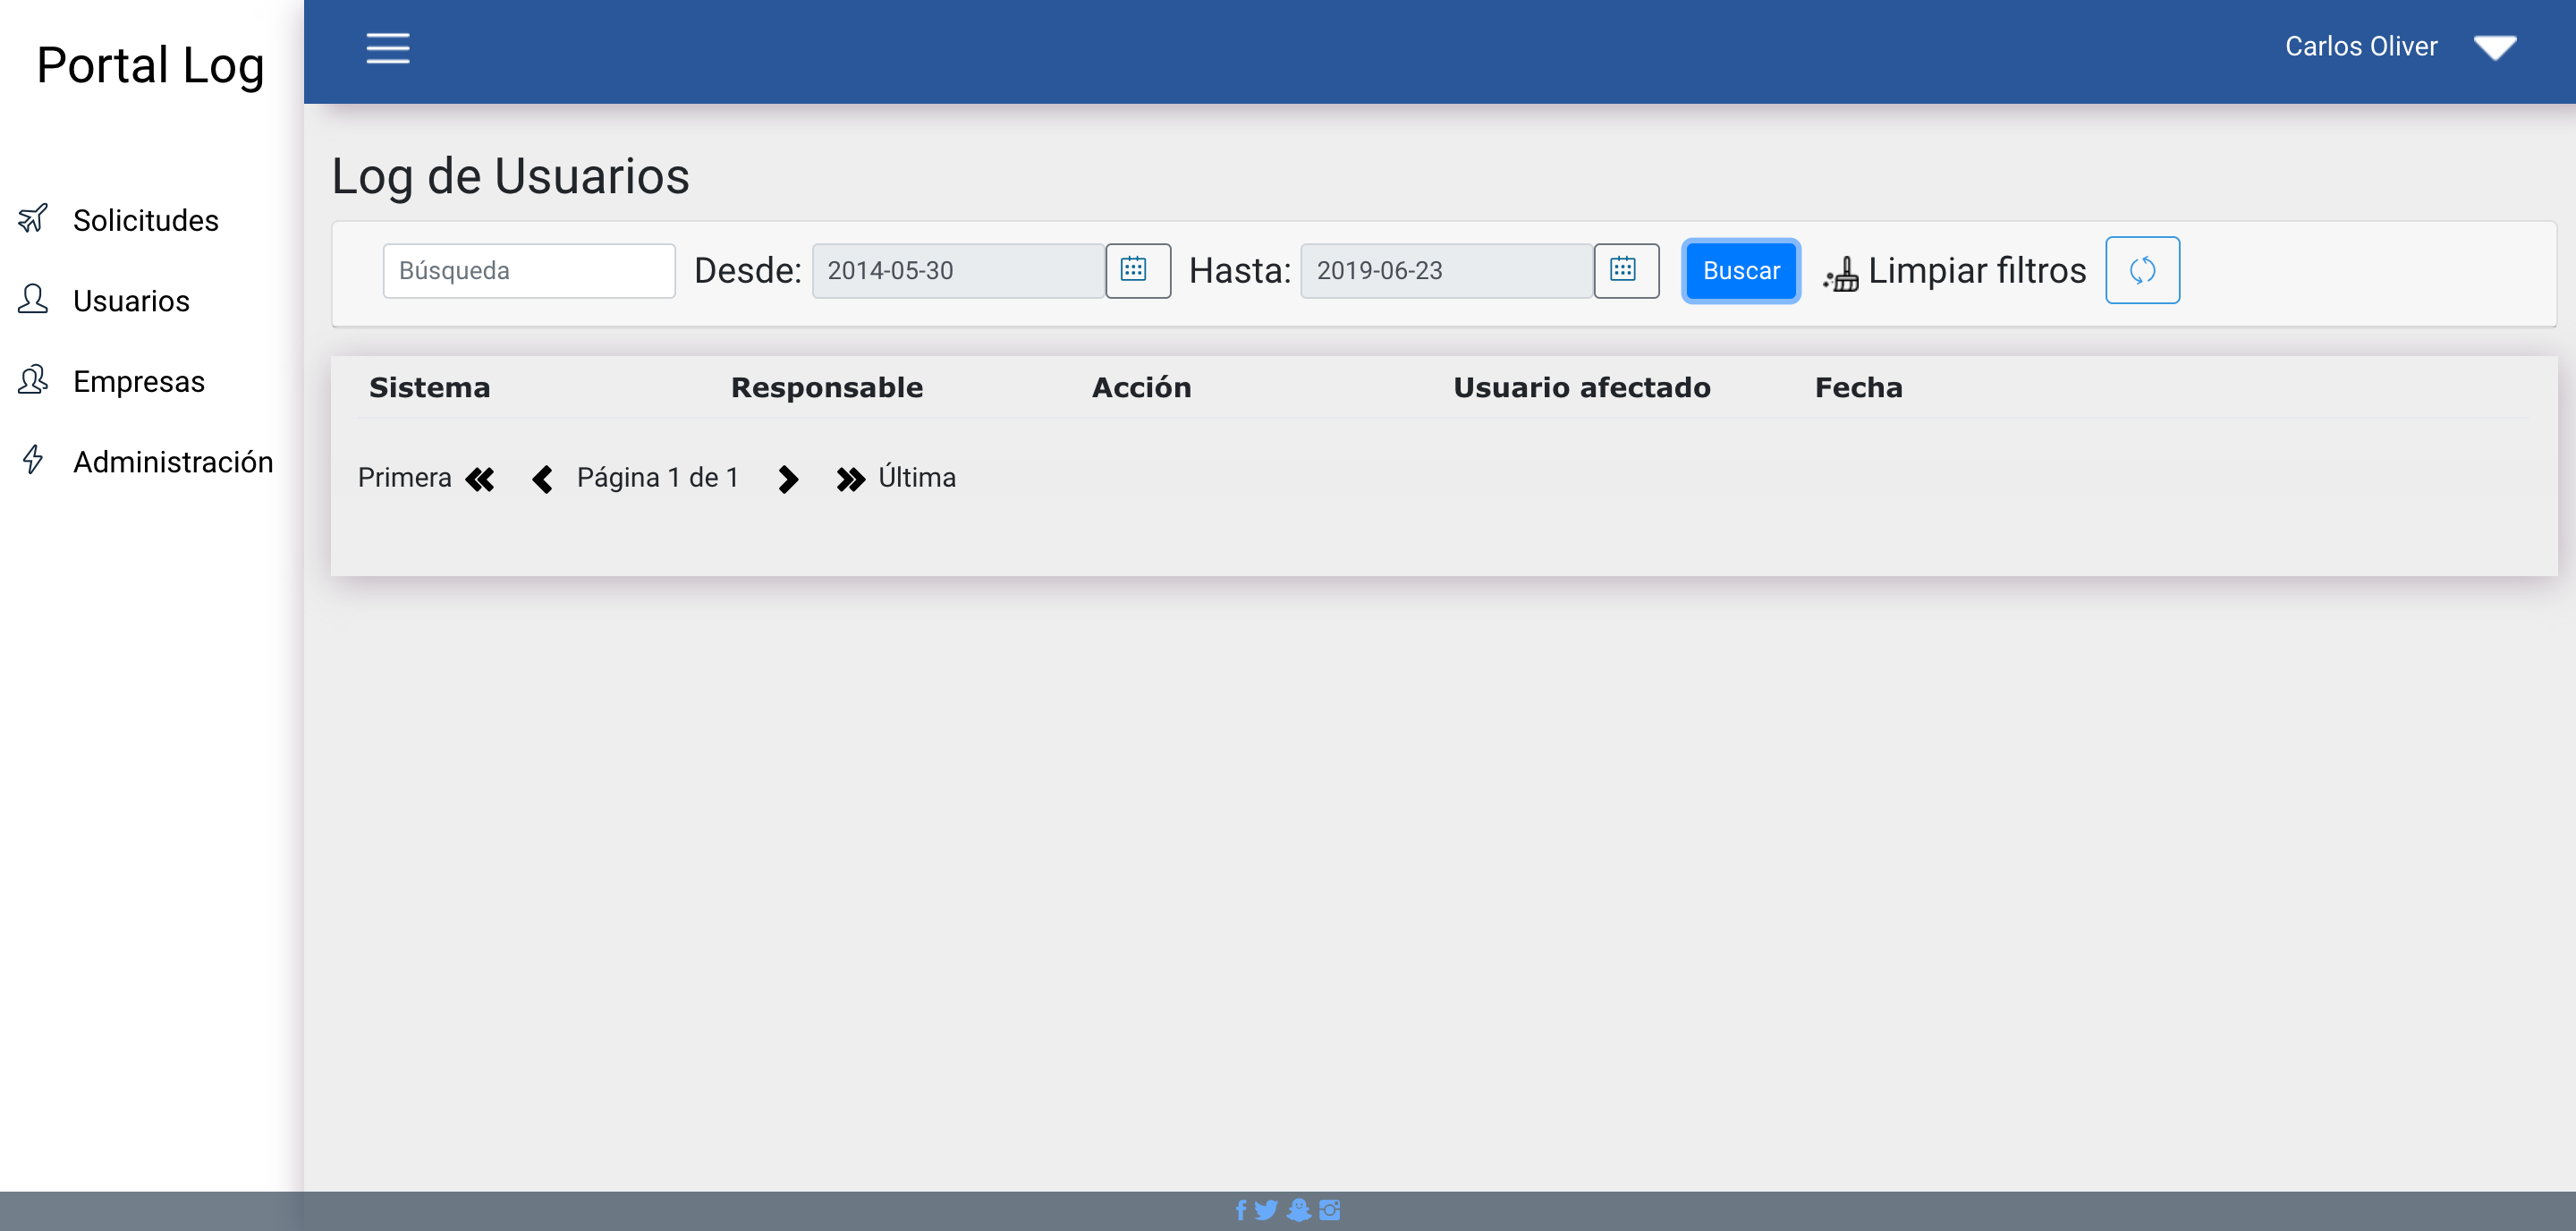 Portal Log
Carlos Oliver
Solicitudes
Usuarios
Empresas
Administración
Log de Usuarios
Búsqueda Desde: 2014-05-30 Hasta: 2019-06-23 Buscar Limpiar filtros
Sistema Responsable Acción Usuario afectado Fecha
Primera Página 1 de 1 Última